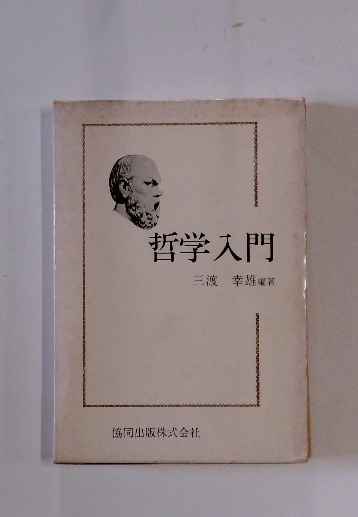 哲学入門
三渡　幸雄編著
協同出版株式会社